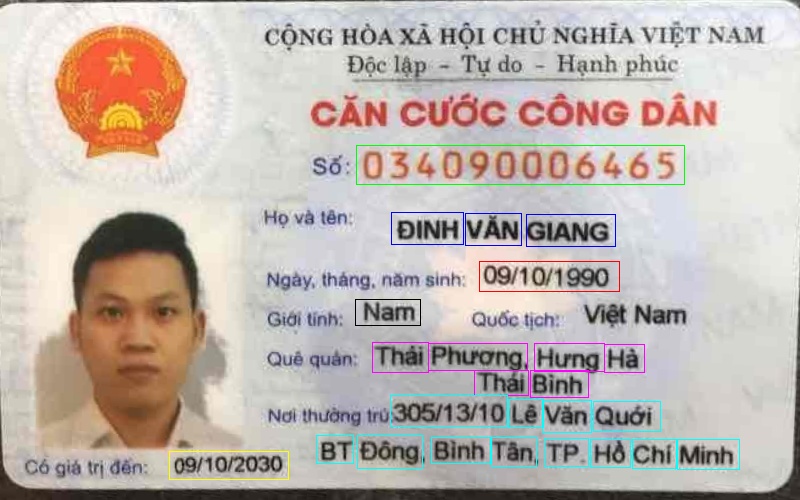 CỘNG HÒA XÃ HỘI CHỦ NGHĨA VIỆT NAM
Độc lập - Tự do - Hạnh phúc
CĂN CƯỚC CÔNG DÂN
Số: 034090006465
Họ và tên: ĐINH VĂN GIANG
Ngày, tháng, năm sinh: 09/10/1990
Giới tính: Nam Quốc tịch: Việt Nam
Quê quán: Thái Phương, Hưng Hà
Thái Bình
Nơi thường trú: 305/13/10 Lê Văn Quới
BT Đông, Bình Tân, TP. Hồ Chí Minh
Có giá trị đến: 09/10/2030